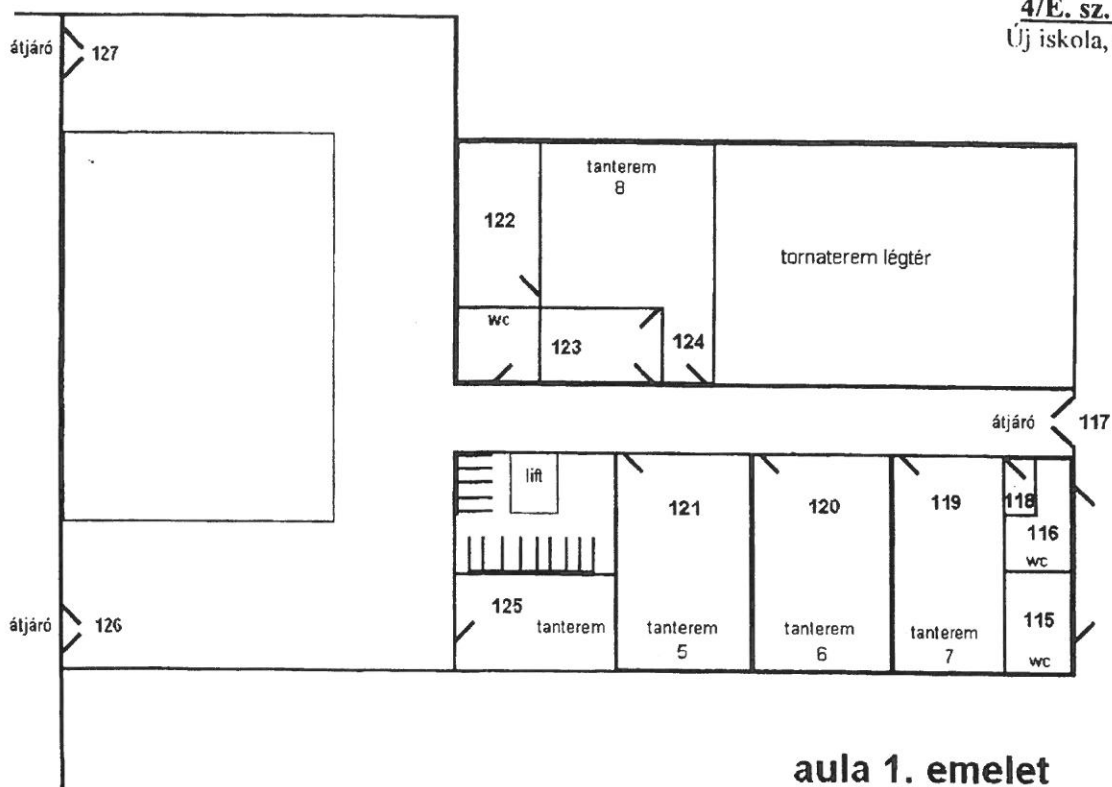 4/E. sz.
Új iskola,
átjáró 127
tanterem
8
122
tornaterem légtér
wc
123
124
átjáró 117
lift
121
120
119
118
116
wc
125
tanterem
átjáró 126
tanterem
5
tanterem
6
tanterem
7
115
wc
aula 1. emelet